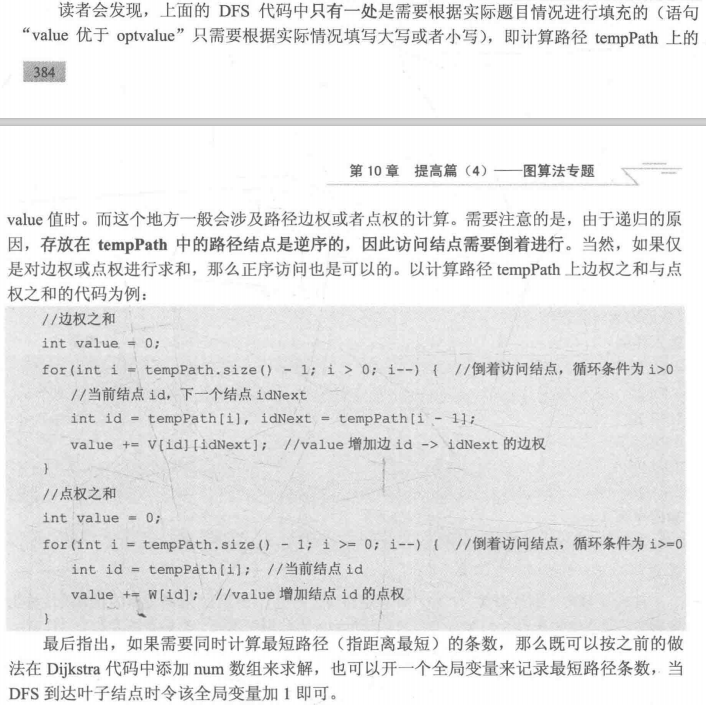 读者会发现，上面的 DFS 代码中只有一处是需要根据实际题目情况进行填充的（语句
“value 优于 optvalue”只需要根据实际情况填写大写或者小写），即计算路径 tempPath 上的
384
第 10 章 提高篇（4）——图算法专题
value 值时。而这个地方一般会涉及路径边权或者点权的计算。需要注意的是，由于递归的原
因，存放在 tempPath 中的路径结点是逆序的，因此访问结点需要倒着进行。当然，如果仅
是对边权或点权进行求和，那么正序访问也是可以的。以计算路径 tempPath 上边权之和与点
权之和的代码为例：
//边权之和
int value = 0;
for(int i = tempPath.size() - 1; i > 0; i--) { //倒着访问结点，循环条件为 i>0
//当前结点 id，下一个结点 idNext
int id = tempPath[i], idNext = tempPath[i - 1];
value += V[id][idNext]; //value 增加边 id -> idNext 的边权
}
//点权之和
int value = 0;
for(int i = tempPath.size() - 1; i >= 0; i--) { //倒着访问结点，循环条件为 i>=0
int id = tempPath[i]; //当前结点 id
value += W[id]; //value 增加结点 id 的点权
}
最后指出，如果需要同时计算最短路径（指距离最短）的条数，那么既可以按之前的做
法在 Dijkstra 代码中添加 num 数组来求解，也可以开一个全局变量来记录最短路径条数，当
DFS 到达叶子结点时令该全局变量加 1 即可。